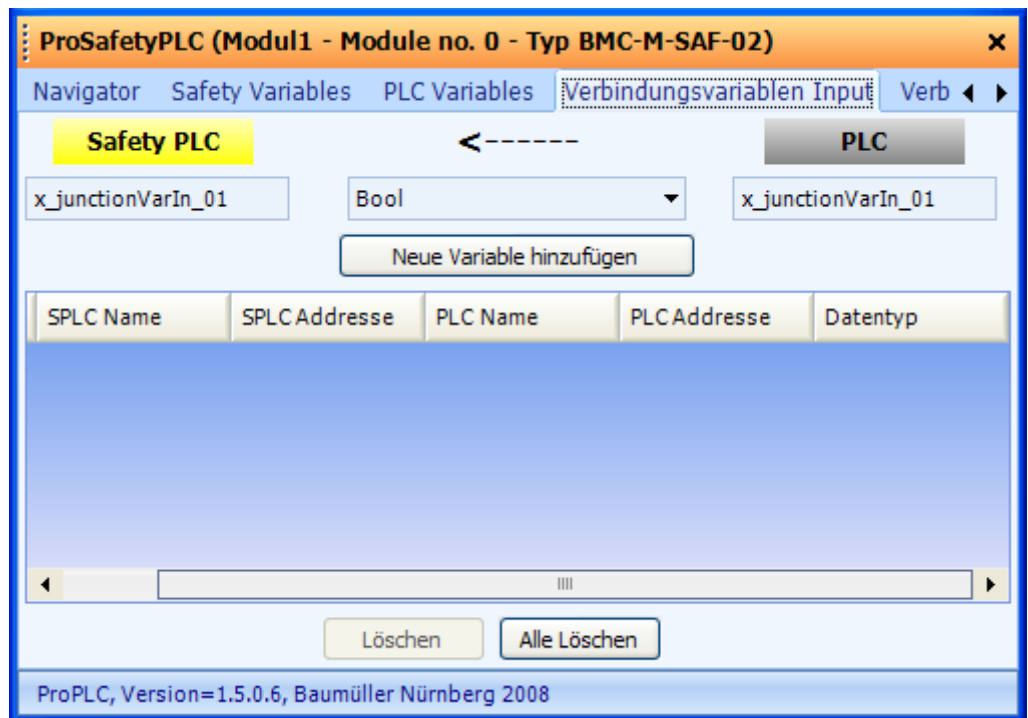 ProSafetyPLC (Modul1 - Module no. 0 - Typ BMC-M-SAF-02)
Navigator Safety Variables PLC Variables Verbindungsvariablen Input Verb
Safety PLC <------ PLC
x_junctionVarIn_01 Bool x_junctionVarIn_01
Neue Variable hinzufügen
SPLC Name SPLC Addresse PLC Name PLC Addresse Datentyp
Löschen Alle Löschen
ProPLC, Version=1.5.0.6, Baumüller Nürnberg 2008